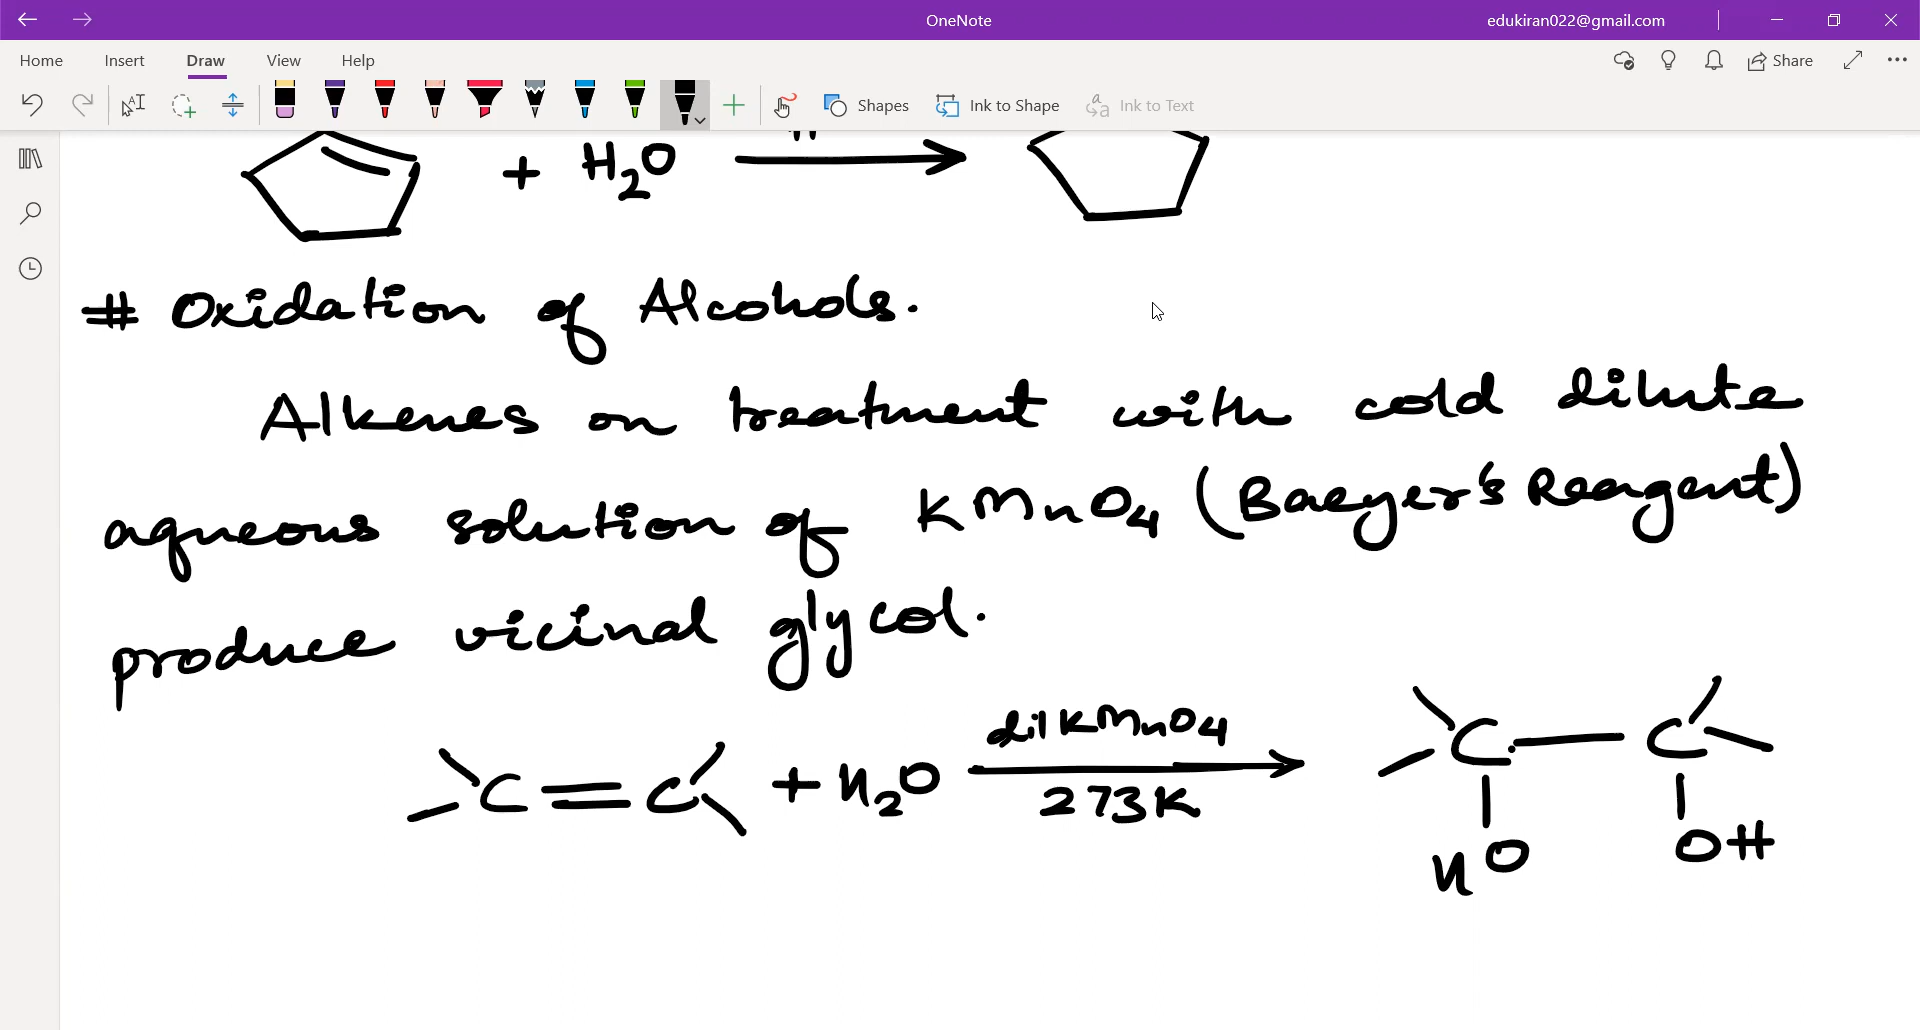 OneNote
edukiran022@gmail.com
Home Insert Draw View Help
Share
Shapes Ink to Shape Ink to Text
+ H2O
# Oxidation of Alcohols.
Alkenes on treatment with cold dilute
aqueous solution of KMnO4 (Baeyer's Reagent)
produce vicinal glycol.
C=C + H2O dil KMnO4 273K C-C
HO OH